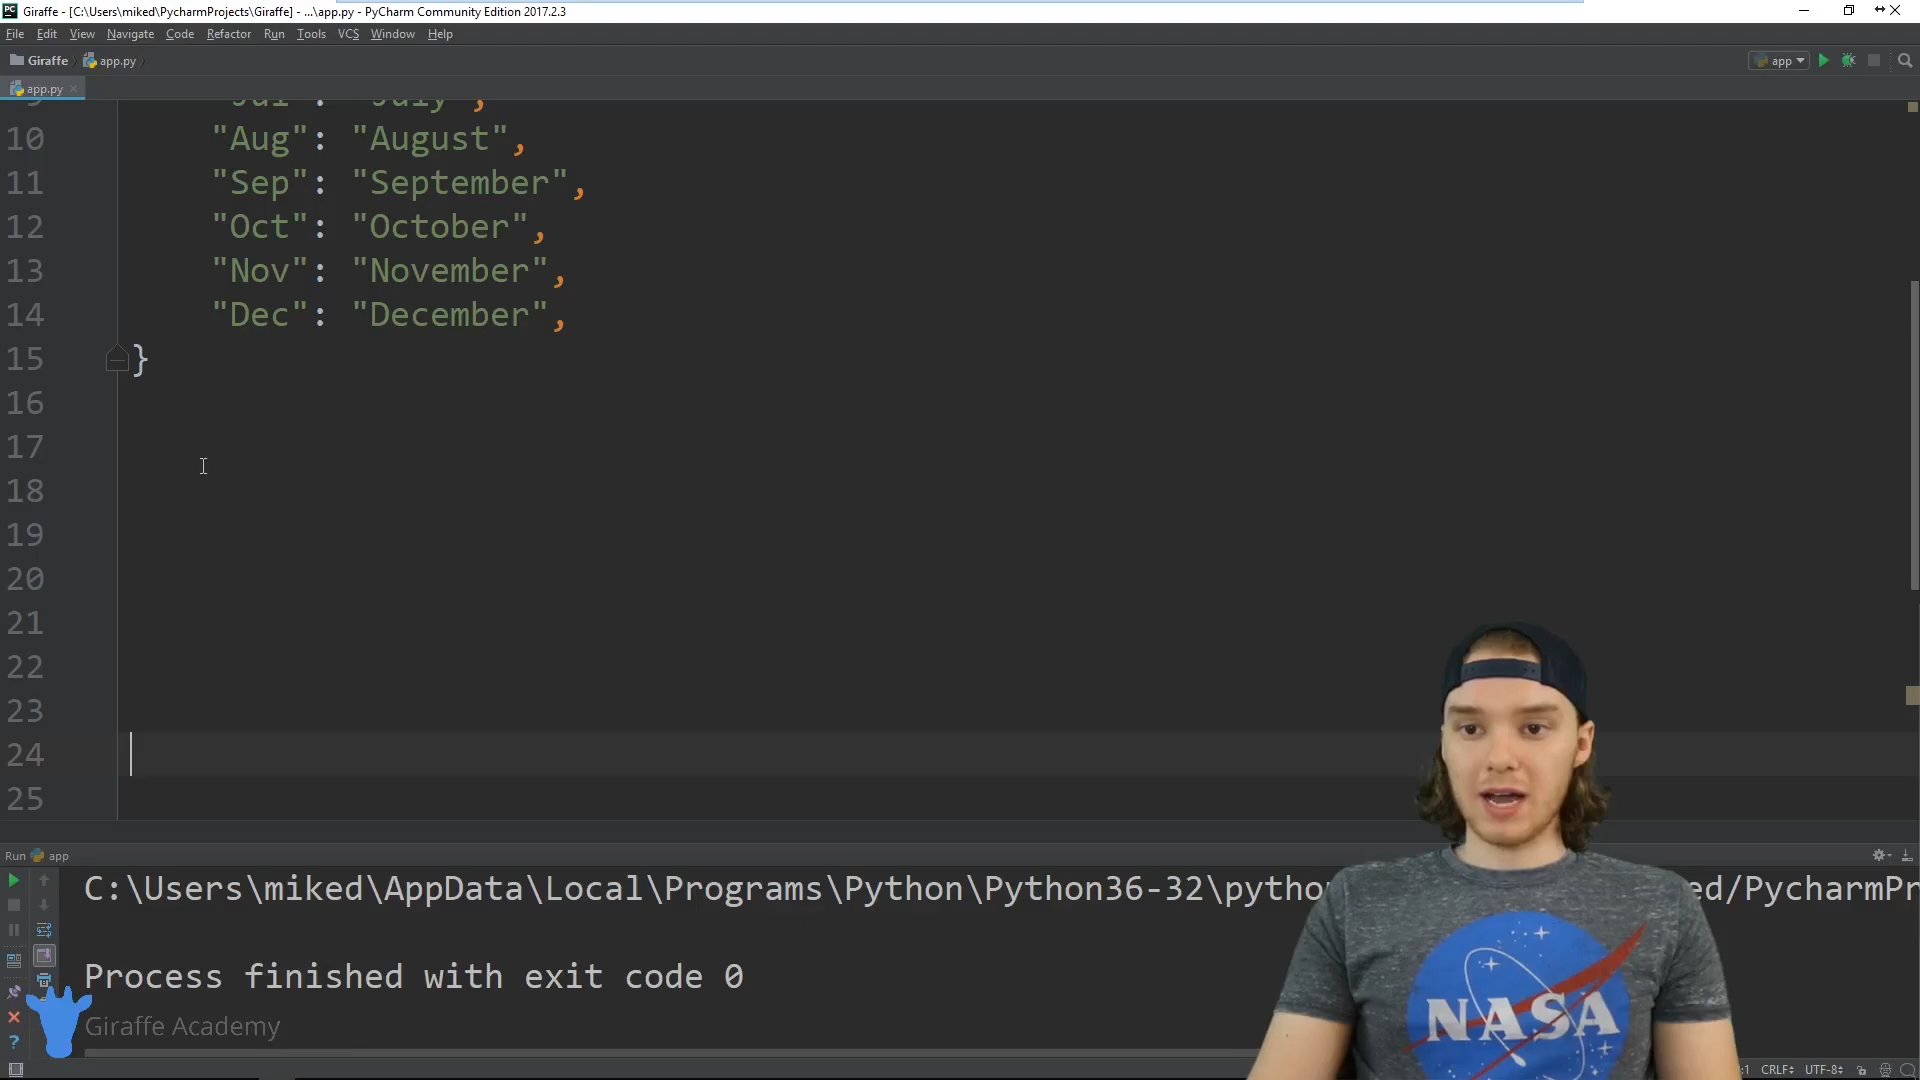 Giraffe - [C:\Users\miked\PycharmProjects\Giraffe] - ...\app.py - PyCharm Community Edition 2017.2.3
File Edit View Navigate Code Refactor Run Tools VCS Window Help
Giraffe app.py
app
app.py
"Jul": "July",
10 "Aug": "August",
11 "Sep": "September",
12 "Oct": "October",
13 "Nov": "November",
14 "Dec": "December",
15 }
16
17
18
19
20
21
22
23
24
25
Run app
C:\Users\miked\AppData\Local\Programs\Python\Python36-32\pytho ed/PycharmPr
Process finished with exit code 0
Giraffe Academy
NASA
:1 CRLF UTF-8